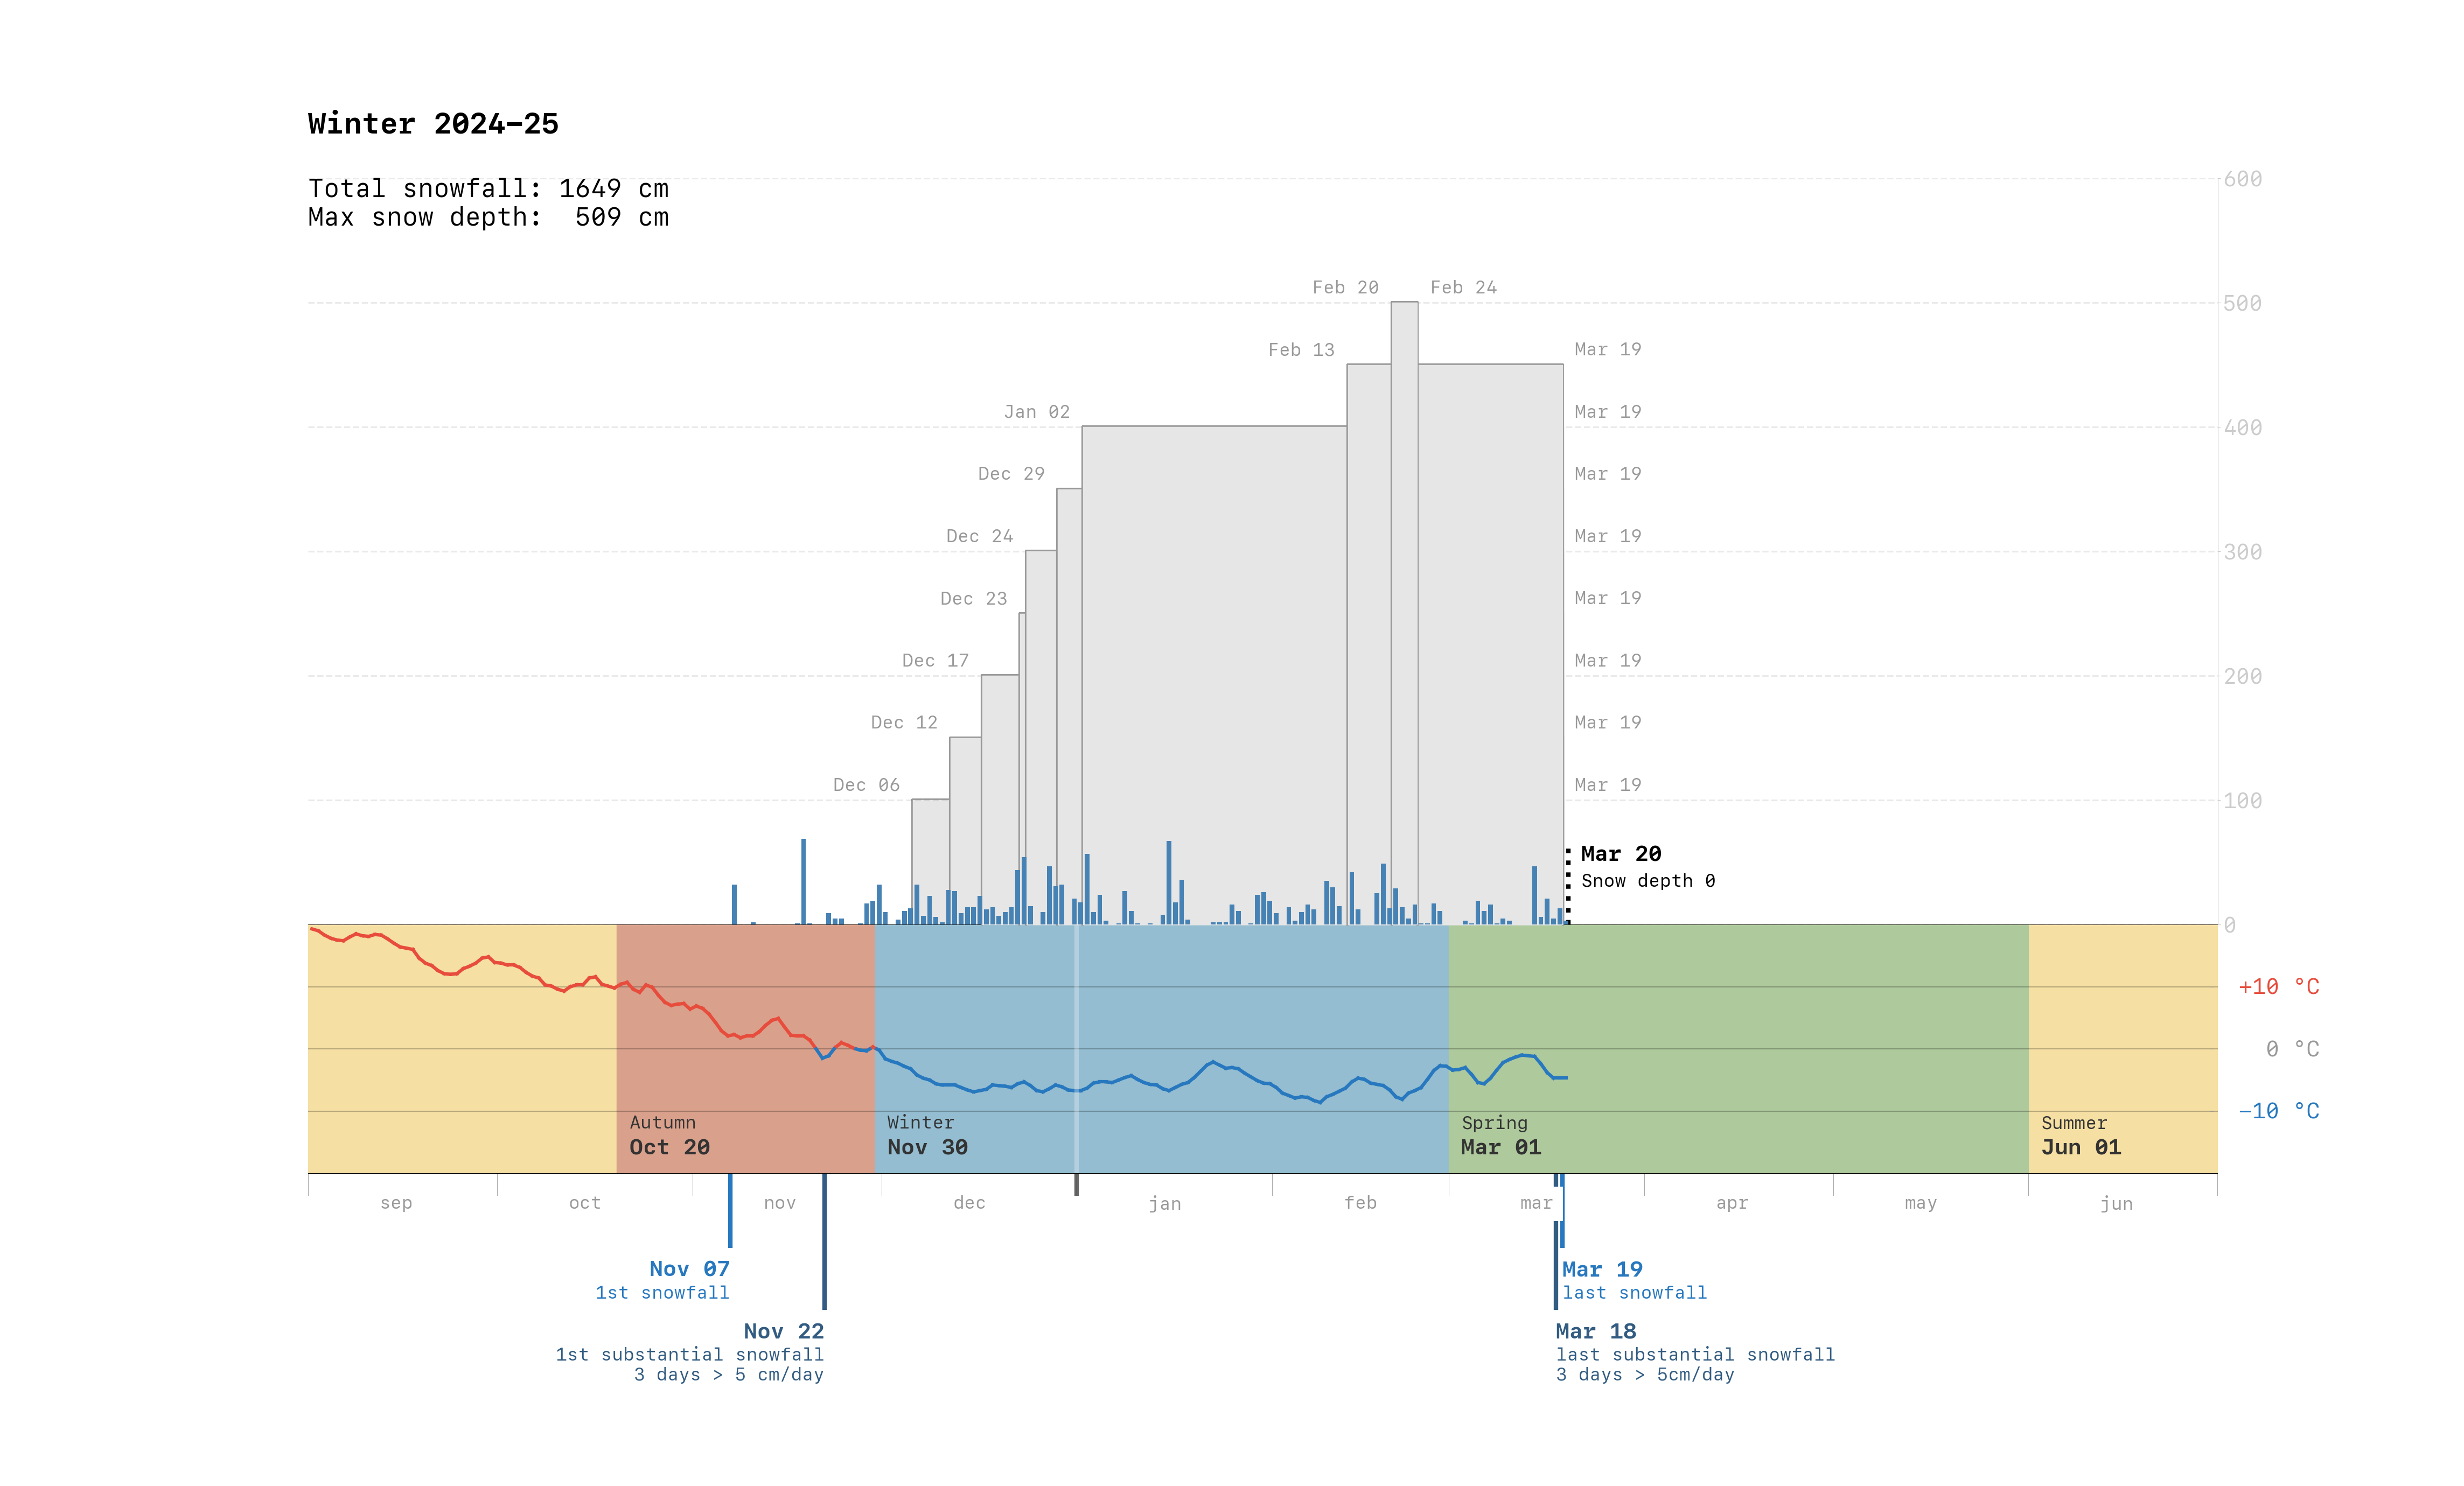 Winter 2024–25
Total snowfall: 1649 cm
Max snow depth: 509 cm
600
Feb 20
Feb 24
500
Feb 13
Mar 19
Jan 02
Mar 19
400
Dec 29
Mar 19
Dec 24
Mar 19
300
Dec 23
Mar 19
Dec 17
Mar 19
200
Dec 12
Mar 19
Dec 06
Mar 19
100
Mar 20
Snow depth 0
0
+10 °C
0 °C
−10 °C
Autumn
Oct 20
Winter
Nov 30
Spring
Mar 01
Summer
Jun 01
sep
oct
nov
dec
jan
feb
mar
apr
may
jun
Nov 07
1st snowfall
Mar 19
last snowfall
Nov 22
1st substantial snowfall
3 days > 5 cm/day
Mar 18
last substantial snowfall
3 days > 5cm/day